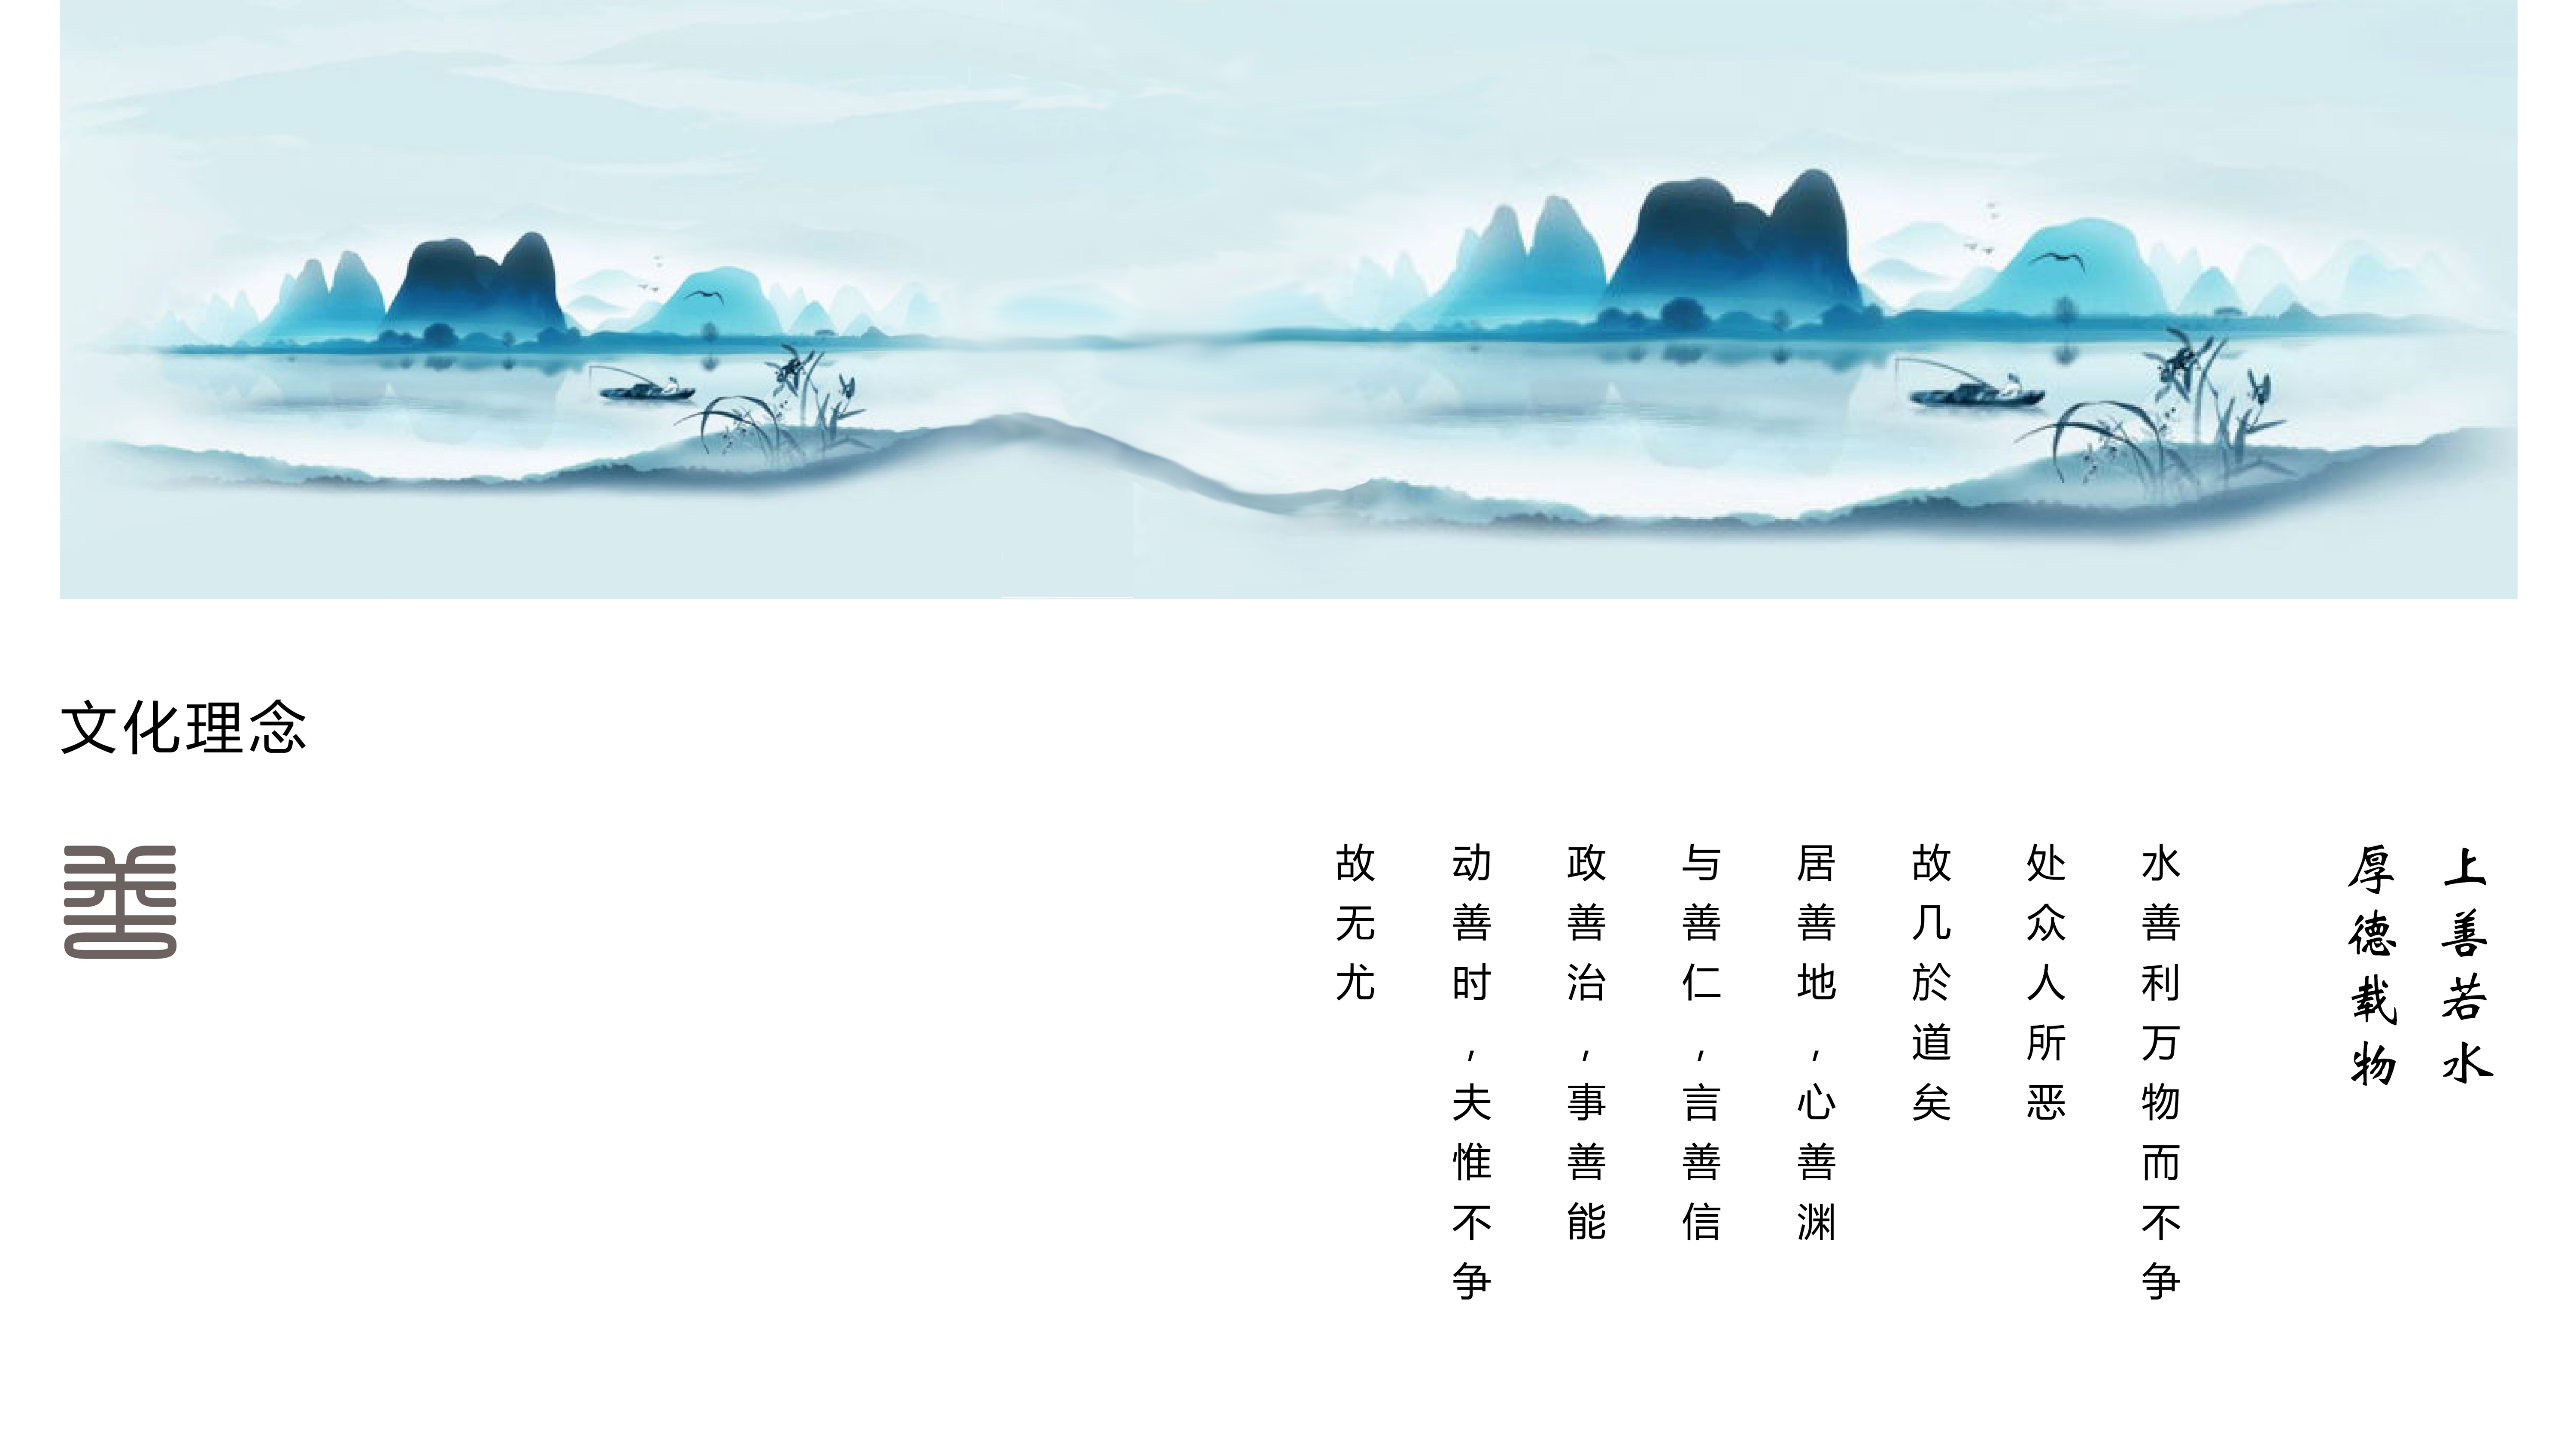 文化理念
善
上善若水
厚德载物
水善利万物而不争
处众人所恶
故几於道矣
居善地,心善渊
与善仁,言善信
政善治,事善能
动善时,夫惟不争
故无尤